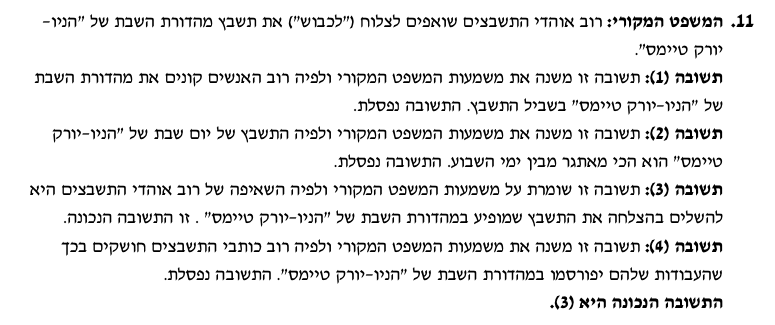 11. המשפט המקורי: רוב אוהדי התשבצים שואפים לצלוח ("לכבוש") את תשבץ מהדורת השבת של "הניו-
יורק טיימס".
תשובה (1): תשובה זו משנה את משמעות המשפט המקורי ולפיה רוב האנשים קונים את מהדורת השבת
של "הניו-יורק טיימס" בשביל התשבץ. התשובה נפסלת.
תשובה (2): תשובה זו משנה את משמעות המשפט המקורי ולפיה התשבץ של יום שבת של "הניו-יורק
טיימס" הוא הכי מאתגר מבין ימי השבוע. התשובה נפסלת.
תשובה (3): תשובה זו שומרת על משמעות המשפט המקורי ולפיה השאיפה של רוב אוהדי התשבצים היא
להשלים בהצלחה את התשבץ שמופיע במהדורת השבת של "הניו-יורק טיימס" . זו התשובה הנכונה.
תשובה (4): תשובה זו משנה את משמעות המשפט המקורי ולפיה רוב כותבי התשבצים חושקים בכך
שהעבודות שלהם יפורסמו במהדורת השבת של "הניו-יורק טיימס". התשובה נפסלת.
התשובה הנכונה היא (3).